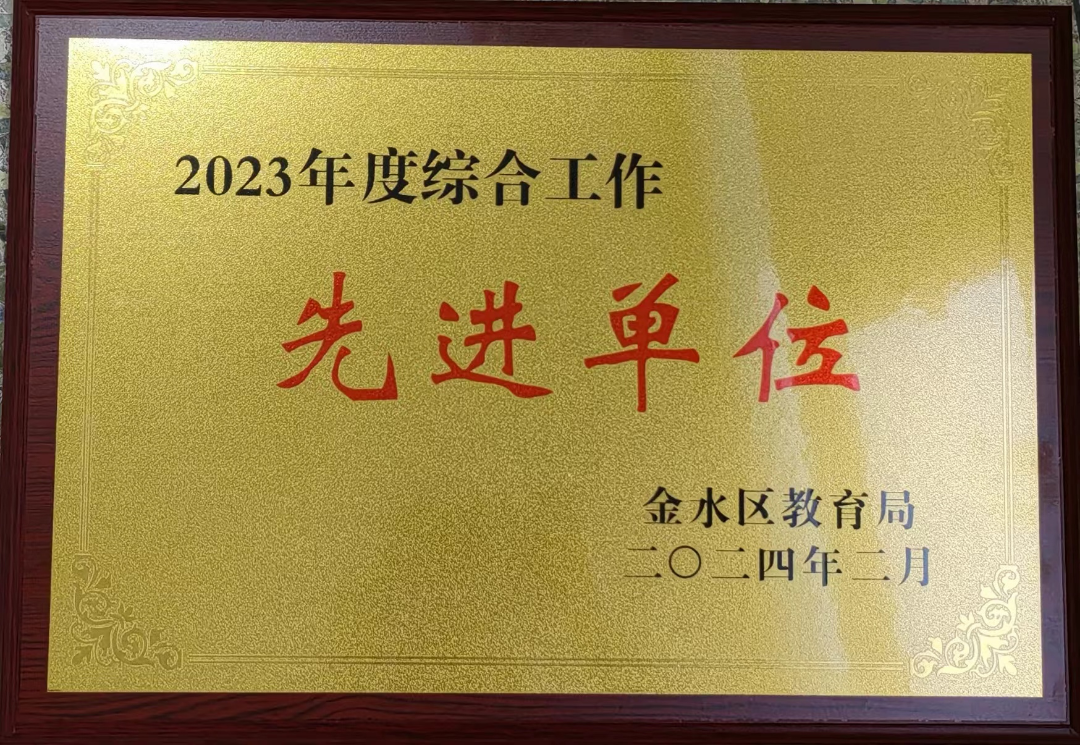 2023年度综合工作
先进单位
金水区教育局
二〇二四年二月